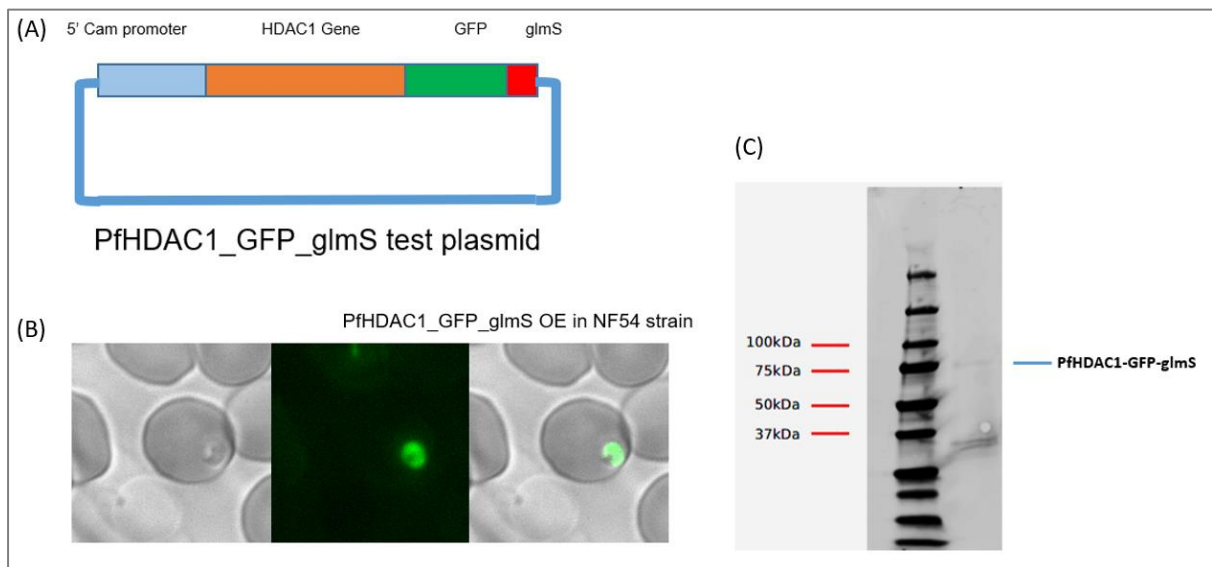 (A)
5' Cam promoter HDAC1 Gene GFP glmS
PfHDAC1_GFP_glmS test plasmid
(B)
PfHDAC1_GFP_glmS OE in NF54 strain
(C)
100kDa
75kDa
50kDa
37kDa
PfHDAC1-GFP-glmS